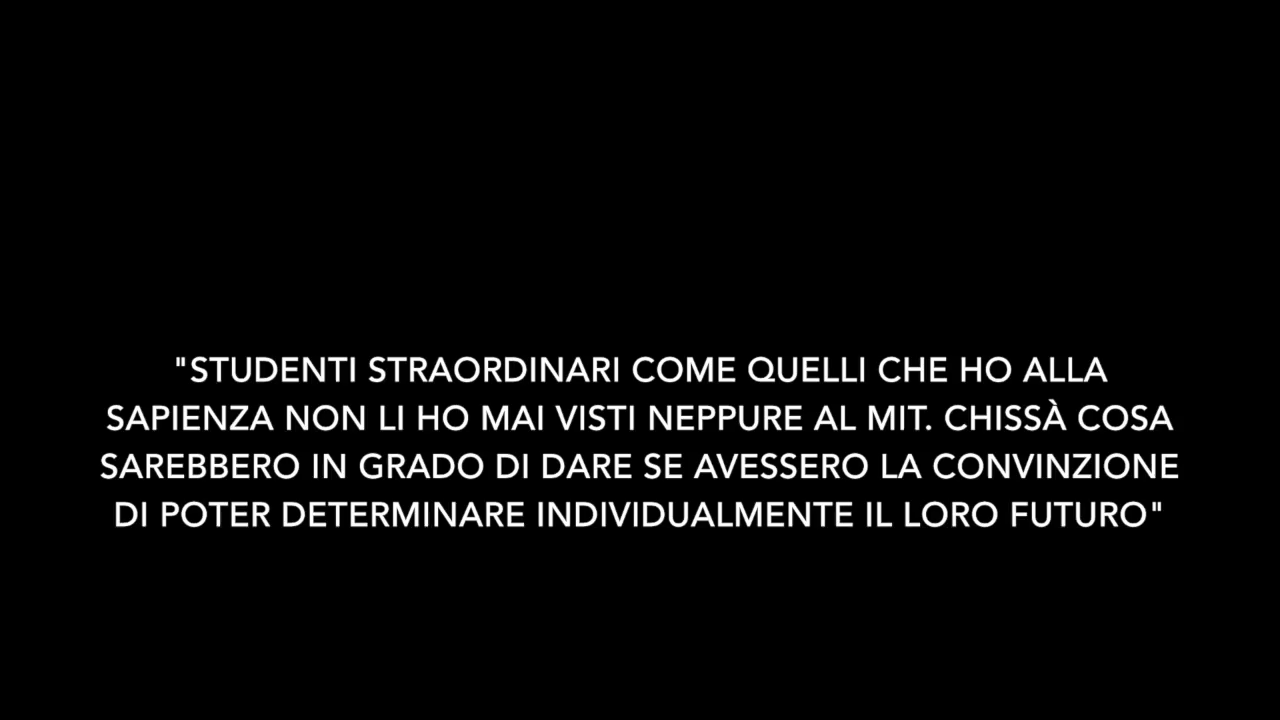 "STUDENTI STRAORDINARI COME QUELLI CHE HO ALLA
SAPIENZA NON LI HO MAI VISTI NEPPURE AL MIT. CHISSÀ COSA
SAREBBERO IN GRADO DI DARE SE AVESSERO LA CONVINZIONE
DI POTER DETERMINARE INDIVIDUALMENTE IL LORO FUTURO"